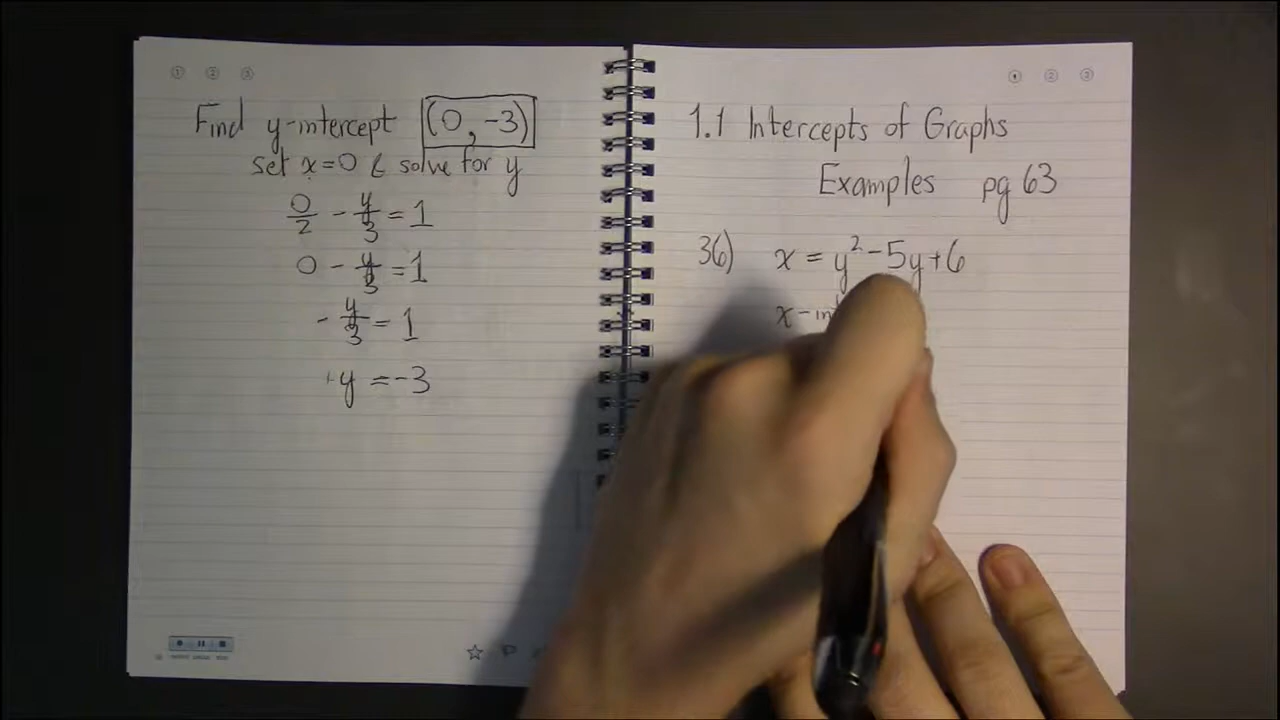 Find y-intercept (0, -3)
set x=0 & solve for y
0/2 - y/3 = 1
0 - y/3 = 1
- y/3 = 1
+y = -3
1.1 Intercepts of Graphs
Examples pg 63
36) x = y² - 5y + 6